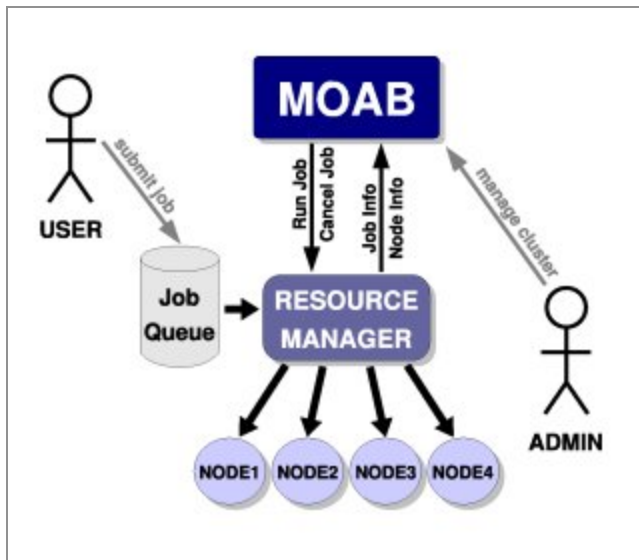 MOAB
submit job
USER
Run Job
Cancel Job
Job Info
Node Info
manage cluster
Job
Queue
RESOURCE
MANAGER
NODE1
NODE2
NODE3
NODE4
ADMIN